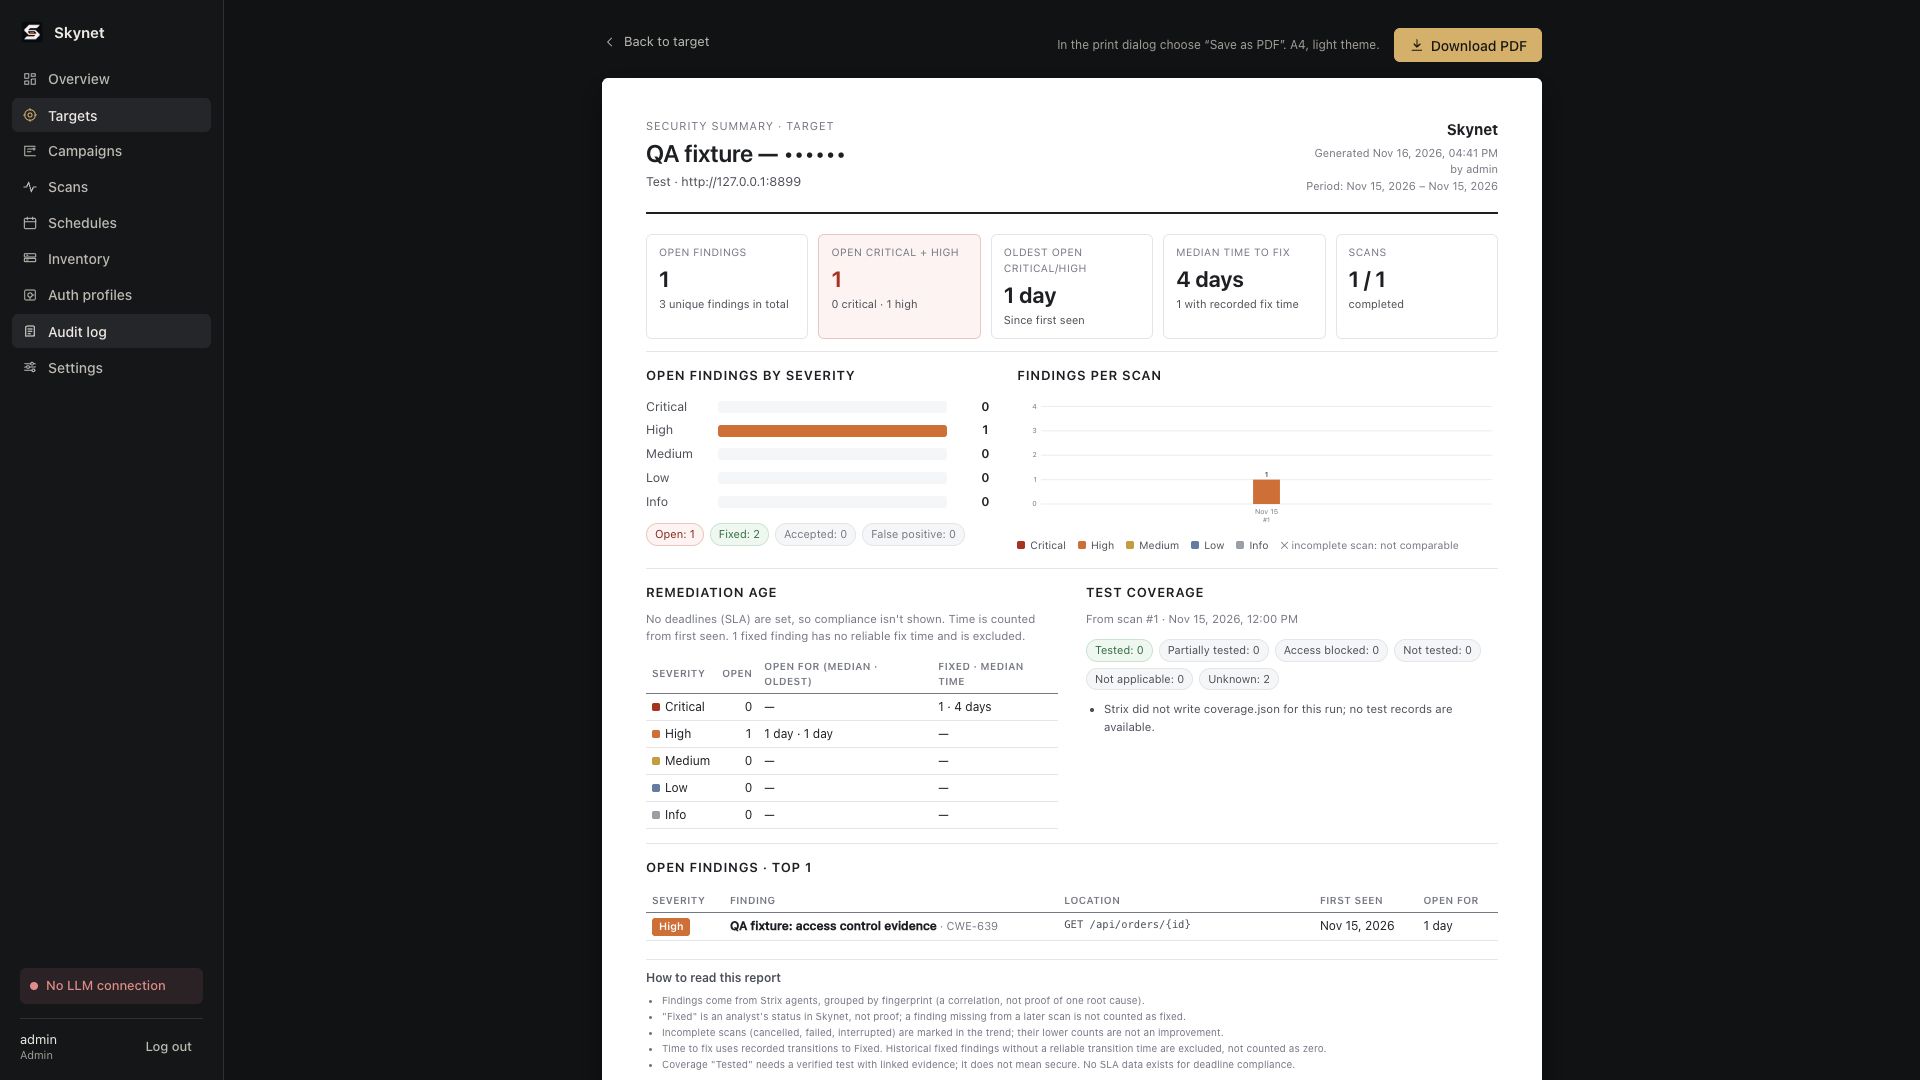 Skynet
Overview
Targets
Campaigns
Scans
Schedules
Inventory
Auth profiles
Audit log
Settings
No LLM connection
admin
Admin
Log out
Back to target
In the print dialog choose “Save as PDF”. A4, light theme.
Download PDF
SECURITY SUMMARY · TARGET
QA fixture — ••••••
Test · http://127.0.0.1:8899
Skynet
Generated Nov 16, 2026, 04:41 PM
by admin
Period: Nov 15, 2026 – Nov 15, 2026
OPEN FINDINGS
1
3 unique findings in total
OPEN CRITICAL + HIGH
1
0 critical · 1 high
OLDEST OPEN
CRITICAL/HIGH
1 day
Since first seen
MEDIAN TIME TO FIX
4 days
1 with recorded fix time
SCANS
1 / 1
completed
OPEN FINDINGS BY SEVERITY
Critical 0
High 1
Medium 0
Low 0
Info 0
Open: 1 Fixed: 2 Accepted: 0 False positive: 0
FINDINGS PER SCAN
4
3
2
1
0
1
Nov 15
#1
Critical High Medium Low Info × incomplete scan: not comparable
REMEDIATION AGE
No deadlines (SLA) are set, so compliance isn't shown. Time is counted
from first seen. 1 fixed finding has no reliable fix time and is excluded.
SEVERITY OPEN OPEN FOR (MEDIAN · OLDEST) FIXED · MEDIAN TIME
Critical 0 — 1 · 4 days
High 1 1 day · 1 day —
Medium 0 — —
Low 0 — —
Info 0 — —
TEST COVERAGE
From scan #1 · Nov 15, 2026, 12:00 PM
Tested: 0 Partially tested: 0 Access blocked: 0 Not tested: 0
Not applicable: 0 Unknown: 2
• Strix did not write coverage.json for this run; no test records are
available.
OPEN FINDINGS · TOP 1
SEVERITY FINDING LOCATION FIRST SEEN OPEN FOR
High QA fixture: access control evidence · CWE-639 GET /api/orders/{id} Nov 15, 2026 1 day
How to read this report
• Findings come from Strix agents, grouped by fingerprint (a correlation, not proof of one root cause).
• "Fixed" is an analyst's status in Skynet, not proof; a finding missing from a later scan is not counted as fixed.
• Incomplete scans (cancelled, failed, interrupted) are marked in the trend; their lower counts are not an improvement.
• Time to fix uses recorded transitions to Fixed. Historical fixed findings without a reliable transition time are excluded, not counted as zero.
• Coverage "Tested" needs a verified test with linked evidence; it does not mean secure. No SLA data exists for deadline compliance.